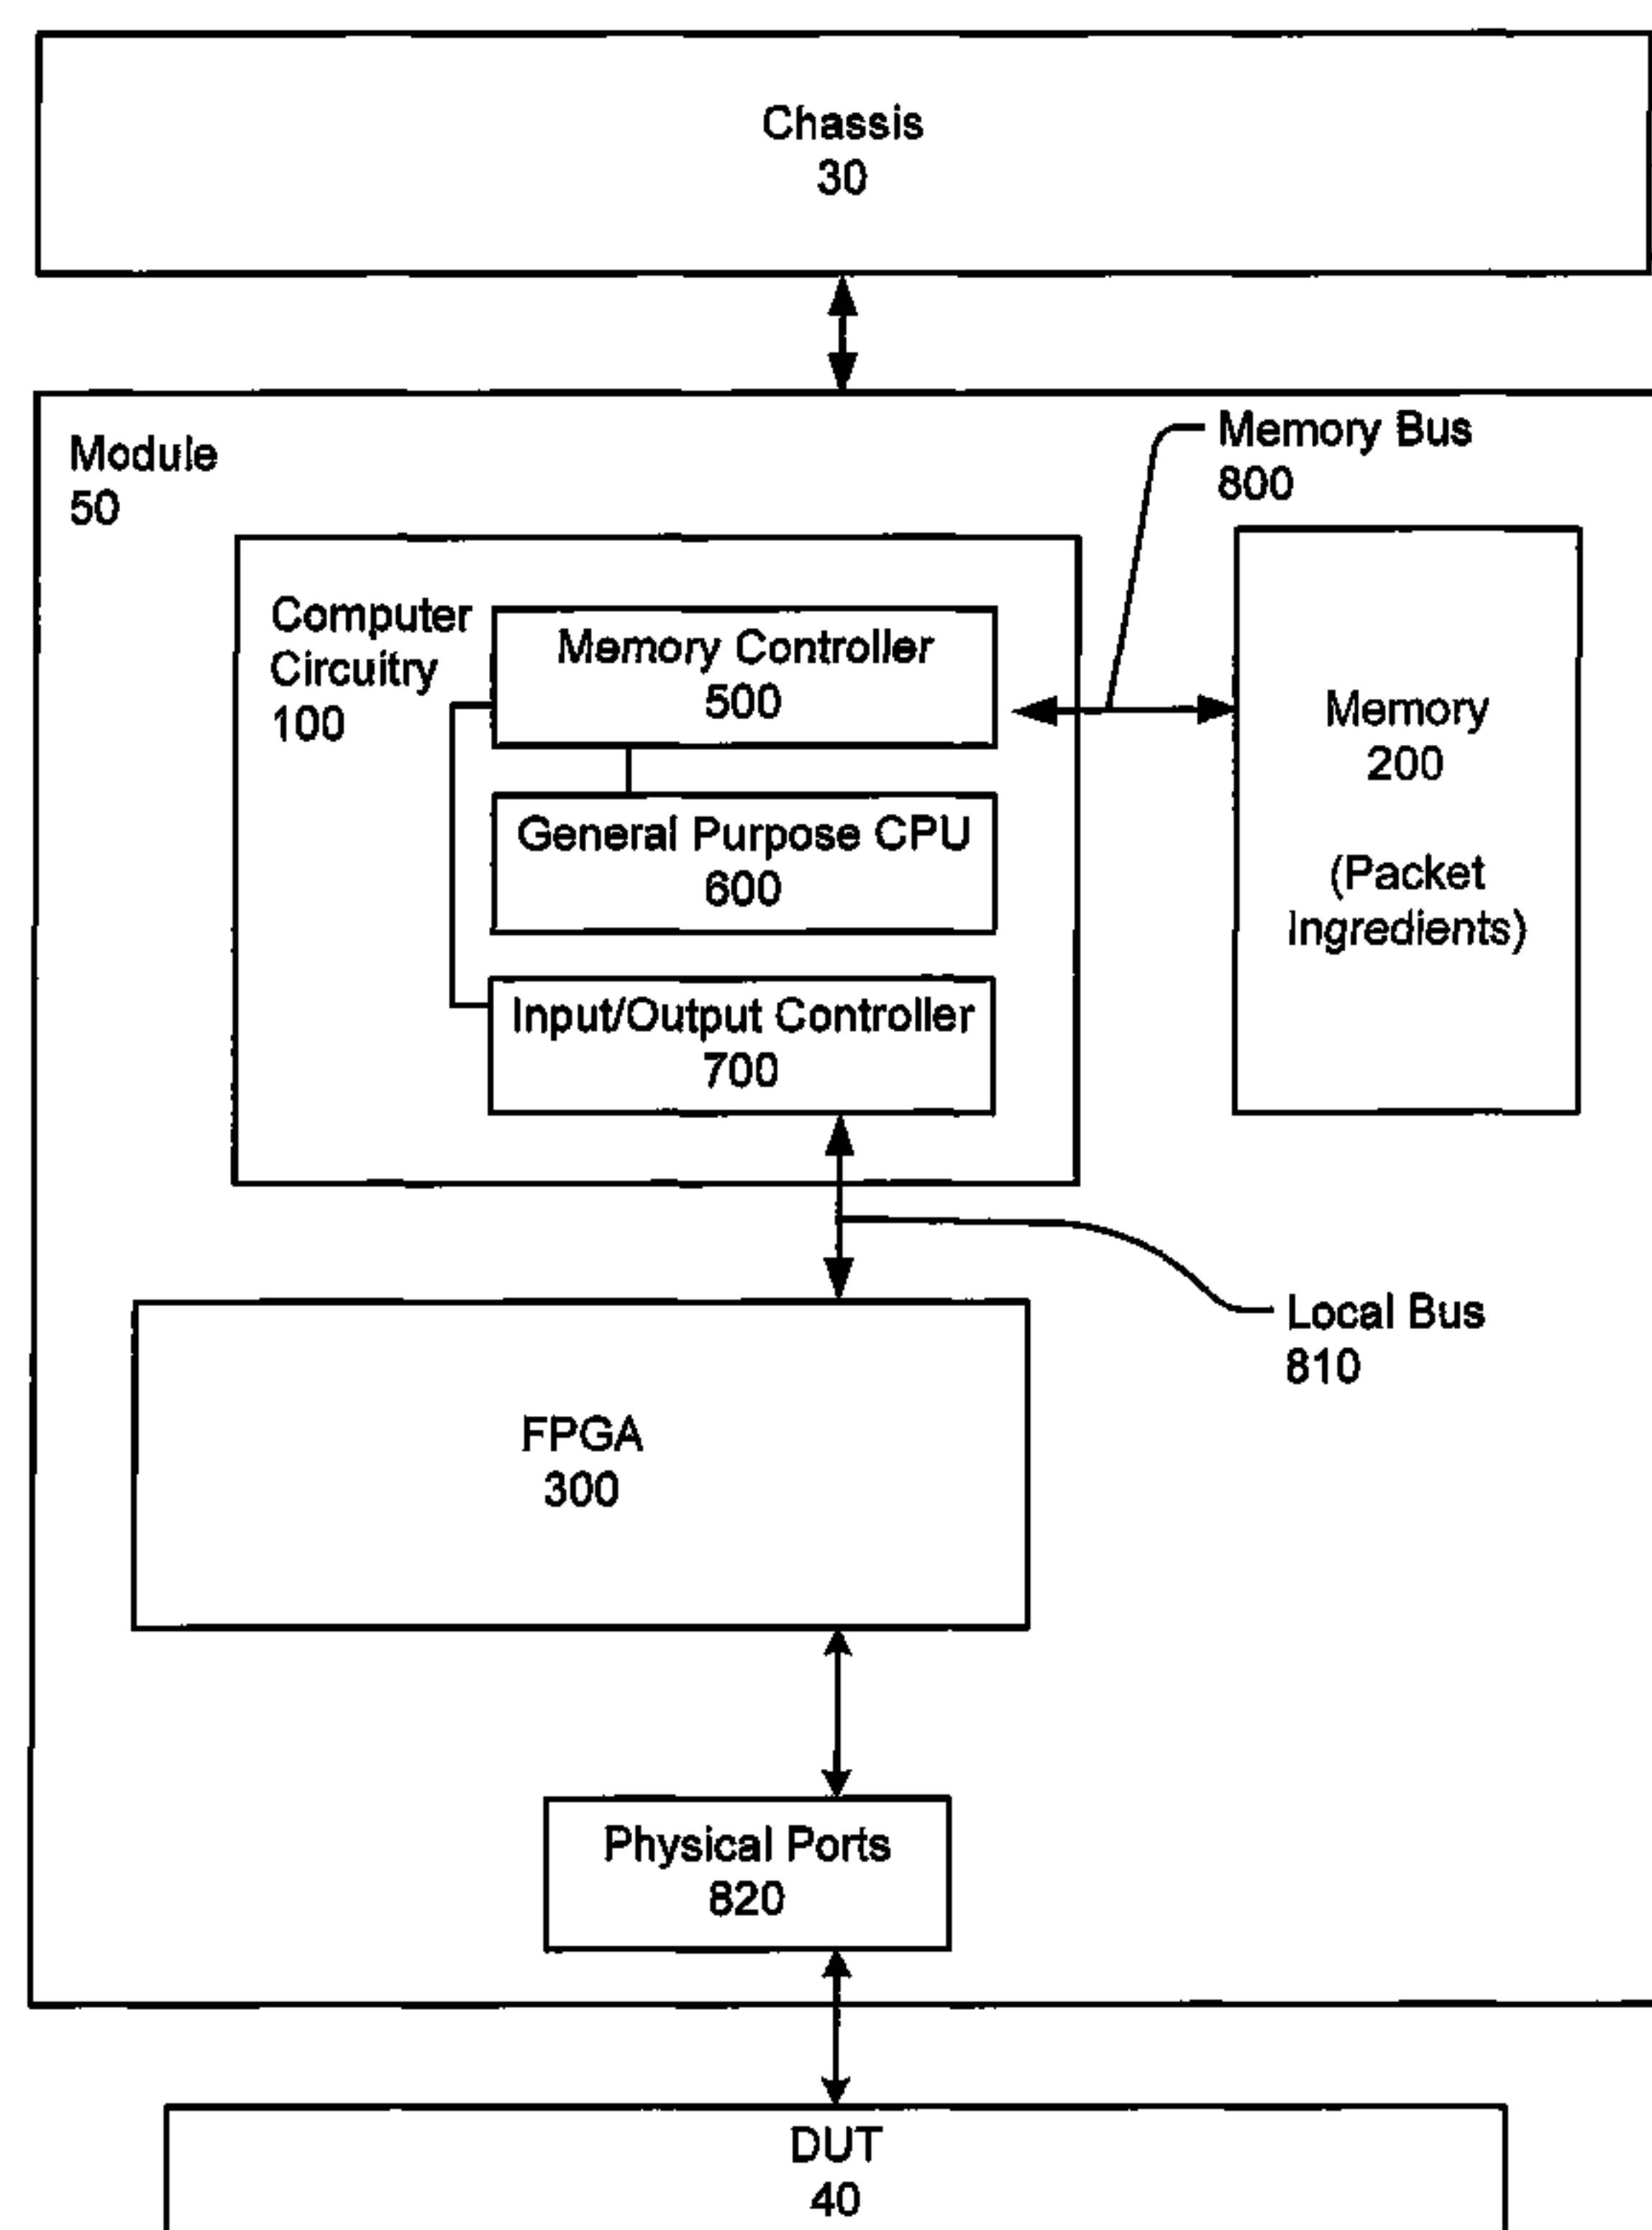 Chassis
30
Module
50
Memory Bus
800
Computer
Circuitry
100
Memory Controller
500
Memory
200
(Packet
Ingredients)
General Purpose CPU
600
Input/Output Controller
700
Local Bus
810
FPGA
300
Physical Ports
820
DUT
40